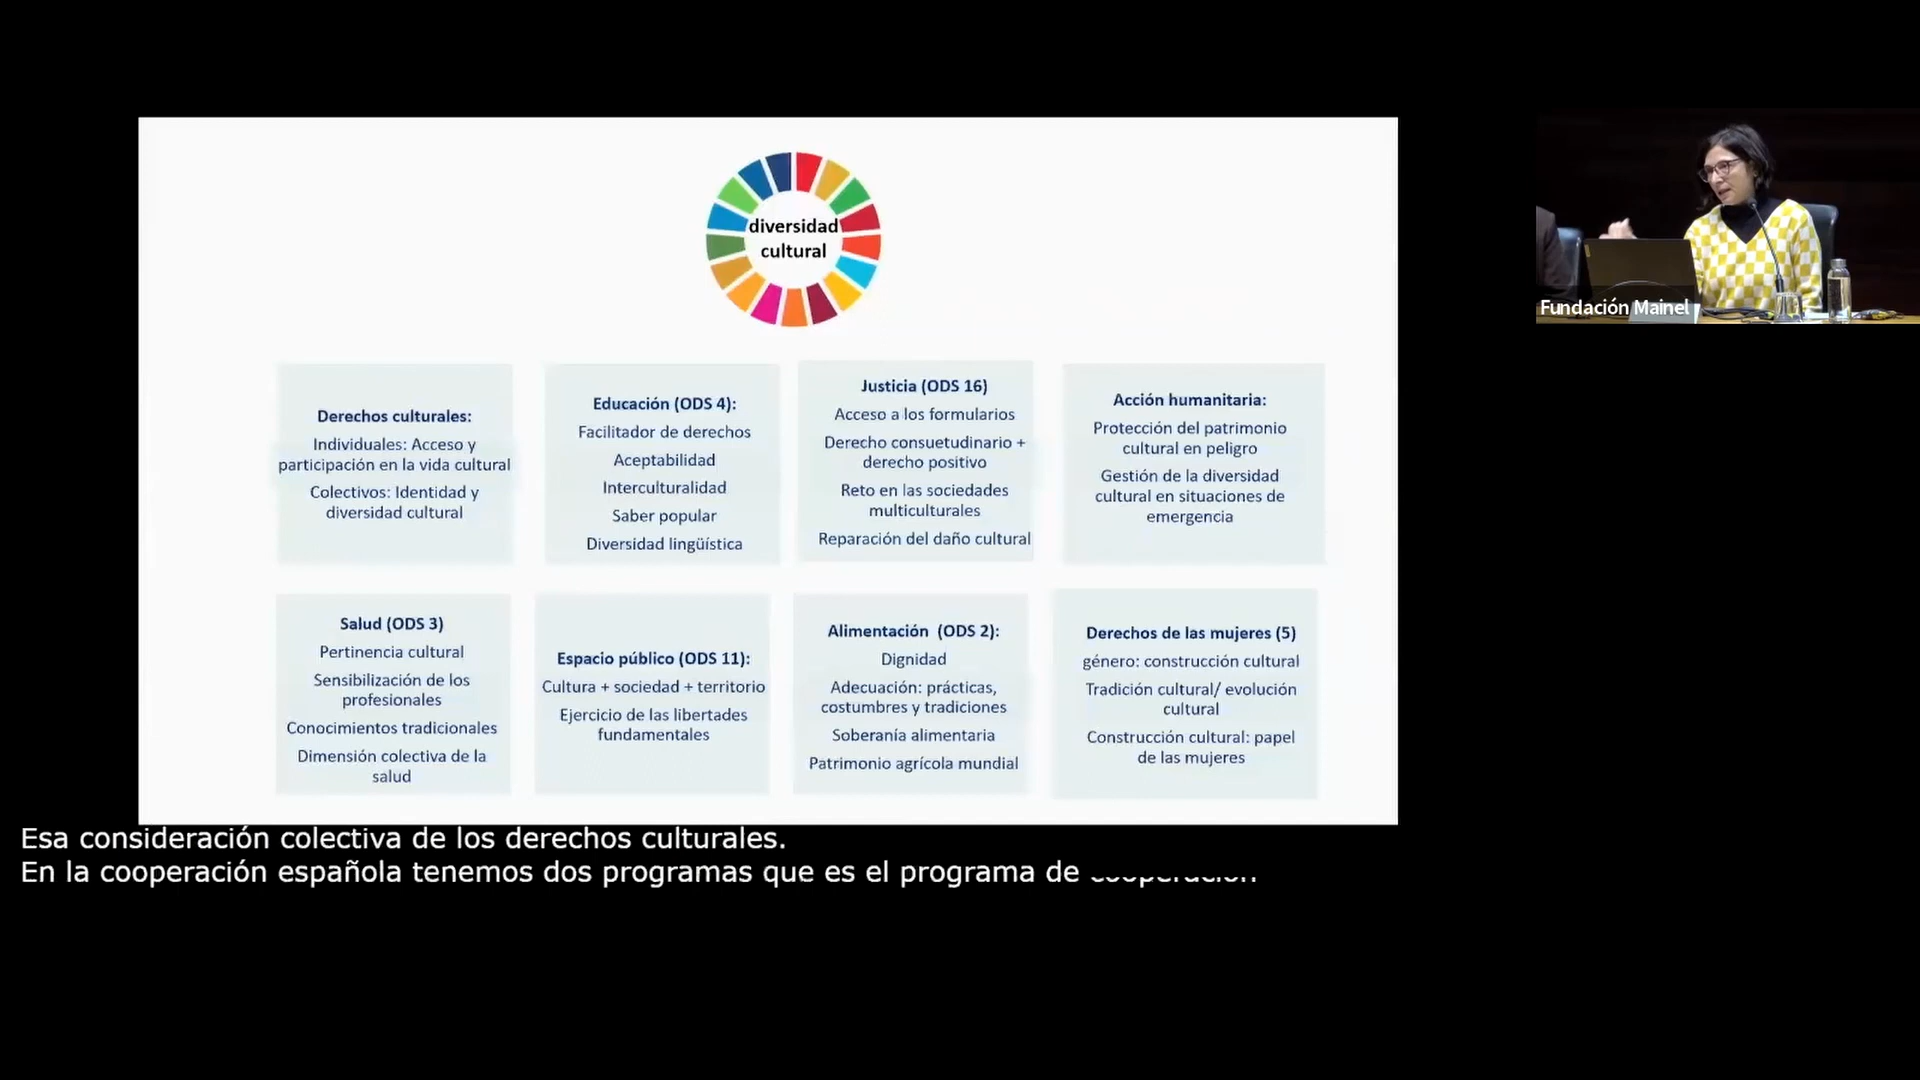 diversidad
cultural
Derechos culturales:
Individuales: Acceso y
participación en la vida cultural
Colectivos: Identidad y
diversidad cultural
Educación (ODS 4):
Facilitador de derechos
Aceptabilidad
Interculturalidad
Saber popular
Diversidad lingüística
Justicia (ODS 16)
Acceso a los formularios
Derecho consuetudinario +
derecho positivo
Reto en las sociedades
multiculturales
Reparación del daño cultural
Acción humanitaria:
Protección del patrimonio
cultural en peligro
Gestión de la diversidad
cultural en situaciones de
emergencia
Salud (ODS 3)
Pertinencia cultural
Sensibilización de los
profesionales
Conocimientos tradicionales
Dimensión colectiva de la
salud
Espacio público (ODS 11):
Cultura + sociedad + territorio
Ejercicio de las libertades
fundamentales
Alimentación (ODS 2):
Dignidad
Adecuación: prácticas,
costumbres y tradiciones
Soberanía alimentaria
Patrimonio agrícola mundial
Derechos de las mujeres (5)
género: construcción cultural
Tradición cultural/ evolución
cultural
Construcción cultural: papel
de las mujeres
Fundación Mainel
Esa consideración colectiva de los derechos culturales.
En la cooperación española tenemos dos programas que es el programa de cooperación